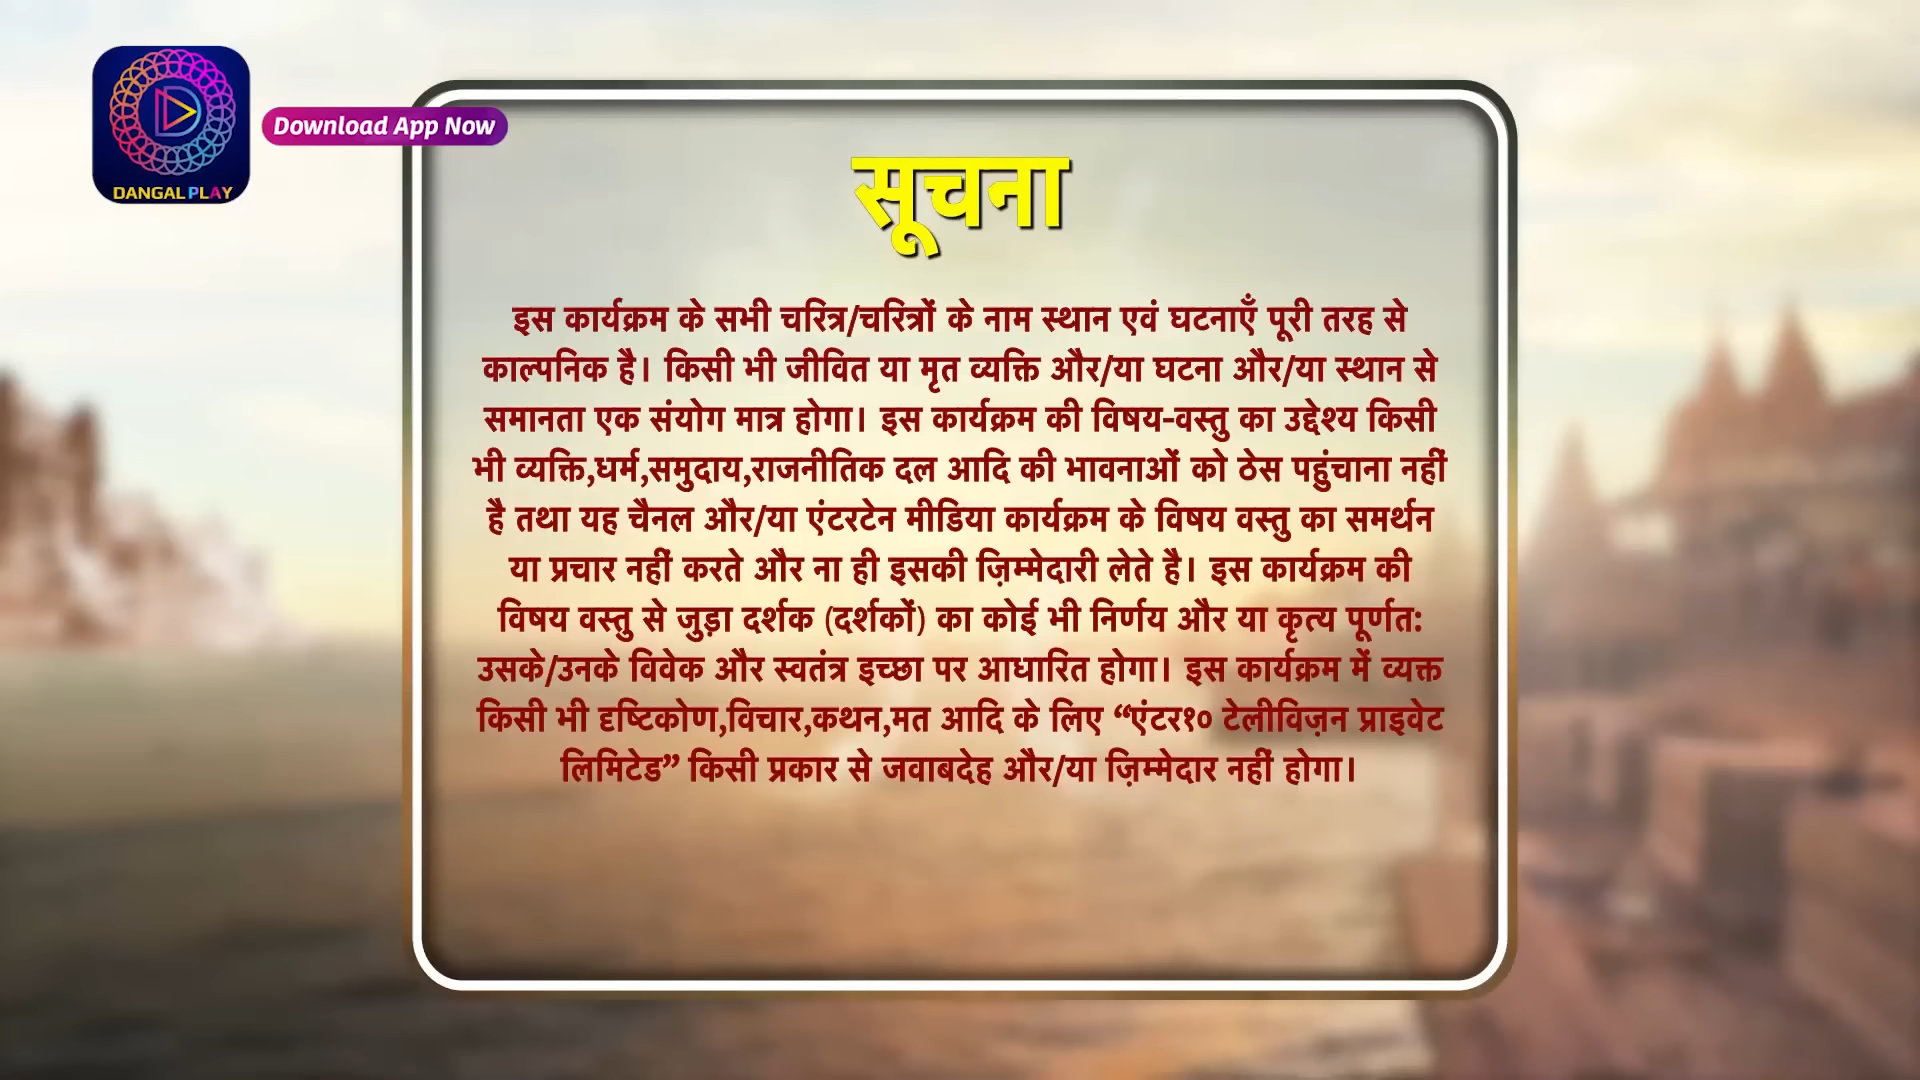 DANGAL PLAY
Download App Now
सूचना
इस कार्यक्रम के सभी चरित्र/चरित्रों के नाम स्थान एवं घटनाएँ पूरी तरह से
काल्पनिक है। किसी भी जीवित या मृत व्यक्ति और/या घटना और/या स्थान से
समानता एक संयोग मात्र होगा। इस कार्यक्रम की विषय-वस्तु का उद्देश्य किसी
भी व्यक्ति,धर्म,समुदाय,राजनीतिक दल आदि की भावनाओं को ठेस पहुंचाना नहीं
है तथा यह चैनल और/या एंटरटेन मीडिया कार्यक्रम के विषय वस्तु का समर्थन
या प्रचार नहीं करते और ना ही इसकी ज़िम्मेदारी लेते है। इस कार्यक्रम की
विषय वस्तु से जुड़ा दर्शक (दर्शकों) का कोई भी निर्णय और या कृत्य पूर्णत:
उसके/उनके विवेक और स्वतंत्र इच्छा पर आधारित होगा। इस कार्यक्रम में व्यक्त
किसी भी दृष्टिकोण,विचार,कथन,मत आदि के लिए “एंटर१० टेलीविज़न प्राइवेट
लिमिटेड” किसी प्रकार से जवाबदेह और/या ज़िम्मेदार नहीं होगा।